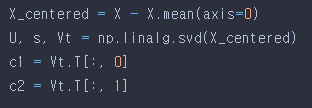 X_centered = X - X.mean(axis=0)
U, s, Vt = np.linalg.svd(X_centered)
c1 = Vt.T[:, 0]
c2 = Vt.T[:, 1]